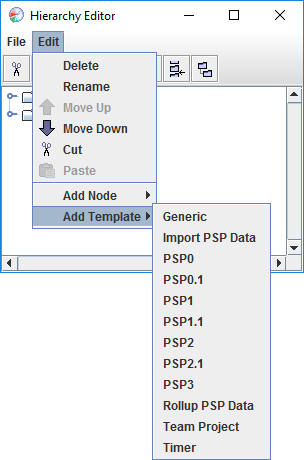 Hierarchy Editor
File Edit
Delete
Rename
Move Up
Move Down
Cut
Paste
Add Node
Add Template
Generic
Import PSP Data
PSP0
PSP0.1
PSP1
PSP1.1
PSP2
PSP2.1
PSP3
Rollup PSP Data
Team Project
Timer